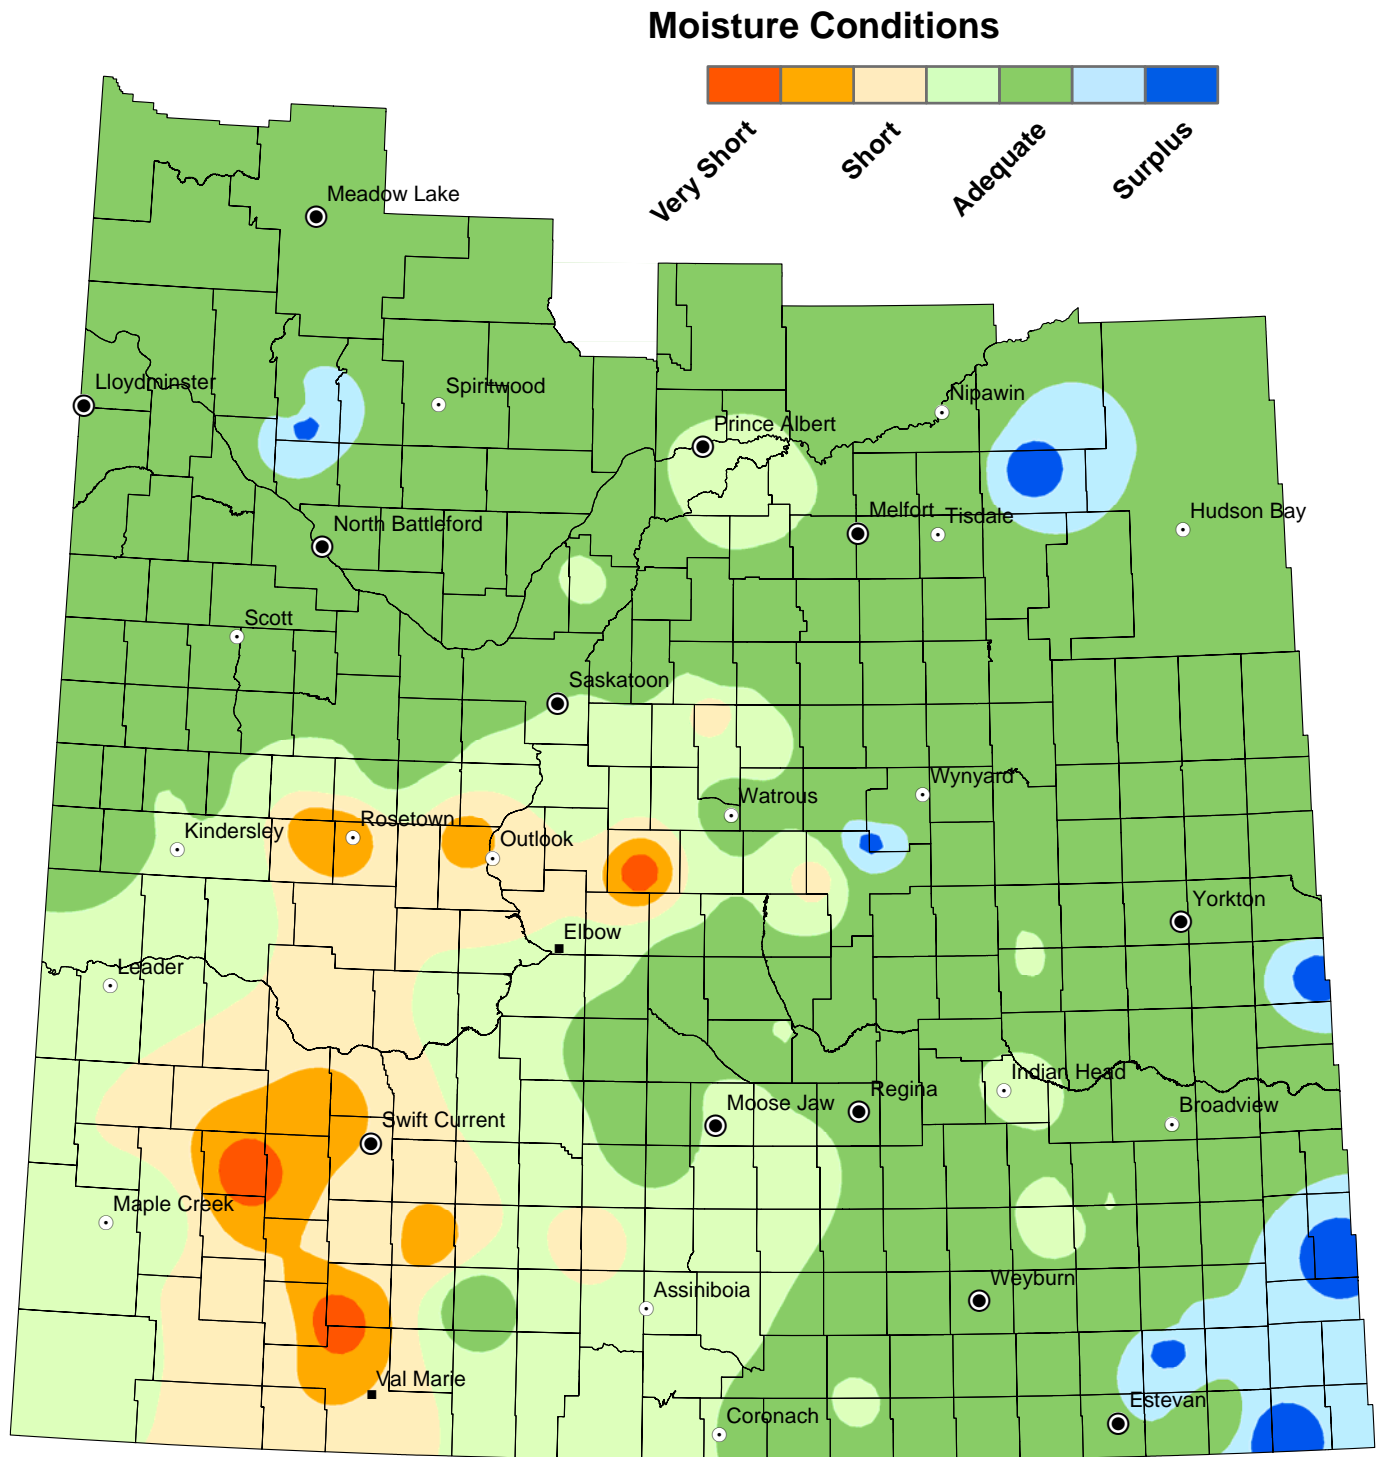 Moisture Conditions
Very Short
Short
Adequate
Surplus
Meadow Lake
Lloydminster
Spiritwood
Nipawin
Prince Albert
Hudson Bay
Melfort
Tisdale
North Battleford
Scott
Saskatoon
Wynyard
Watrous
Rosetown
Kindersley
Outlook
Yorkton
Elbow
Leader
Indian Head
Regina
Moose Jaw
Broadview
Swift Current
Maple Creek
Weyburn
Assiniboia
Val Marie
Estevan
Coronach